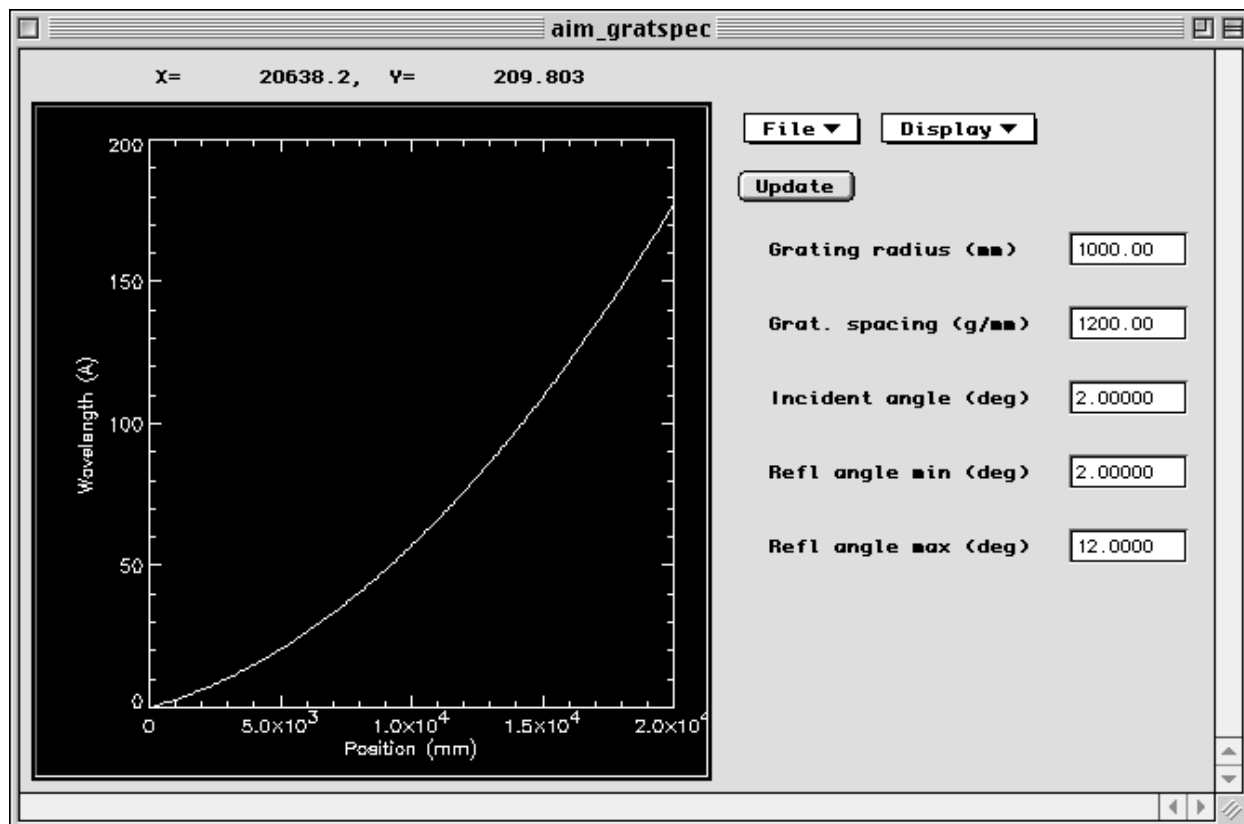 aim_gratspec
X= 20638.2, Y= 209.803
File ▼ Display ▼
Update
Grating radius (mm) 1000.00
Grat. spacing (g/mm) 1200.00
Incident angle (deg) 2.00000
Refl angle min (deg) 2.00000
Refl angle max (deg) 12.0000
200
150
100
50
0
Wavelength (A)
0 5.0×10³ 1.0×10⁴ 1.5×10⁴ 2.0×10⁴
Position (mm)